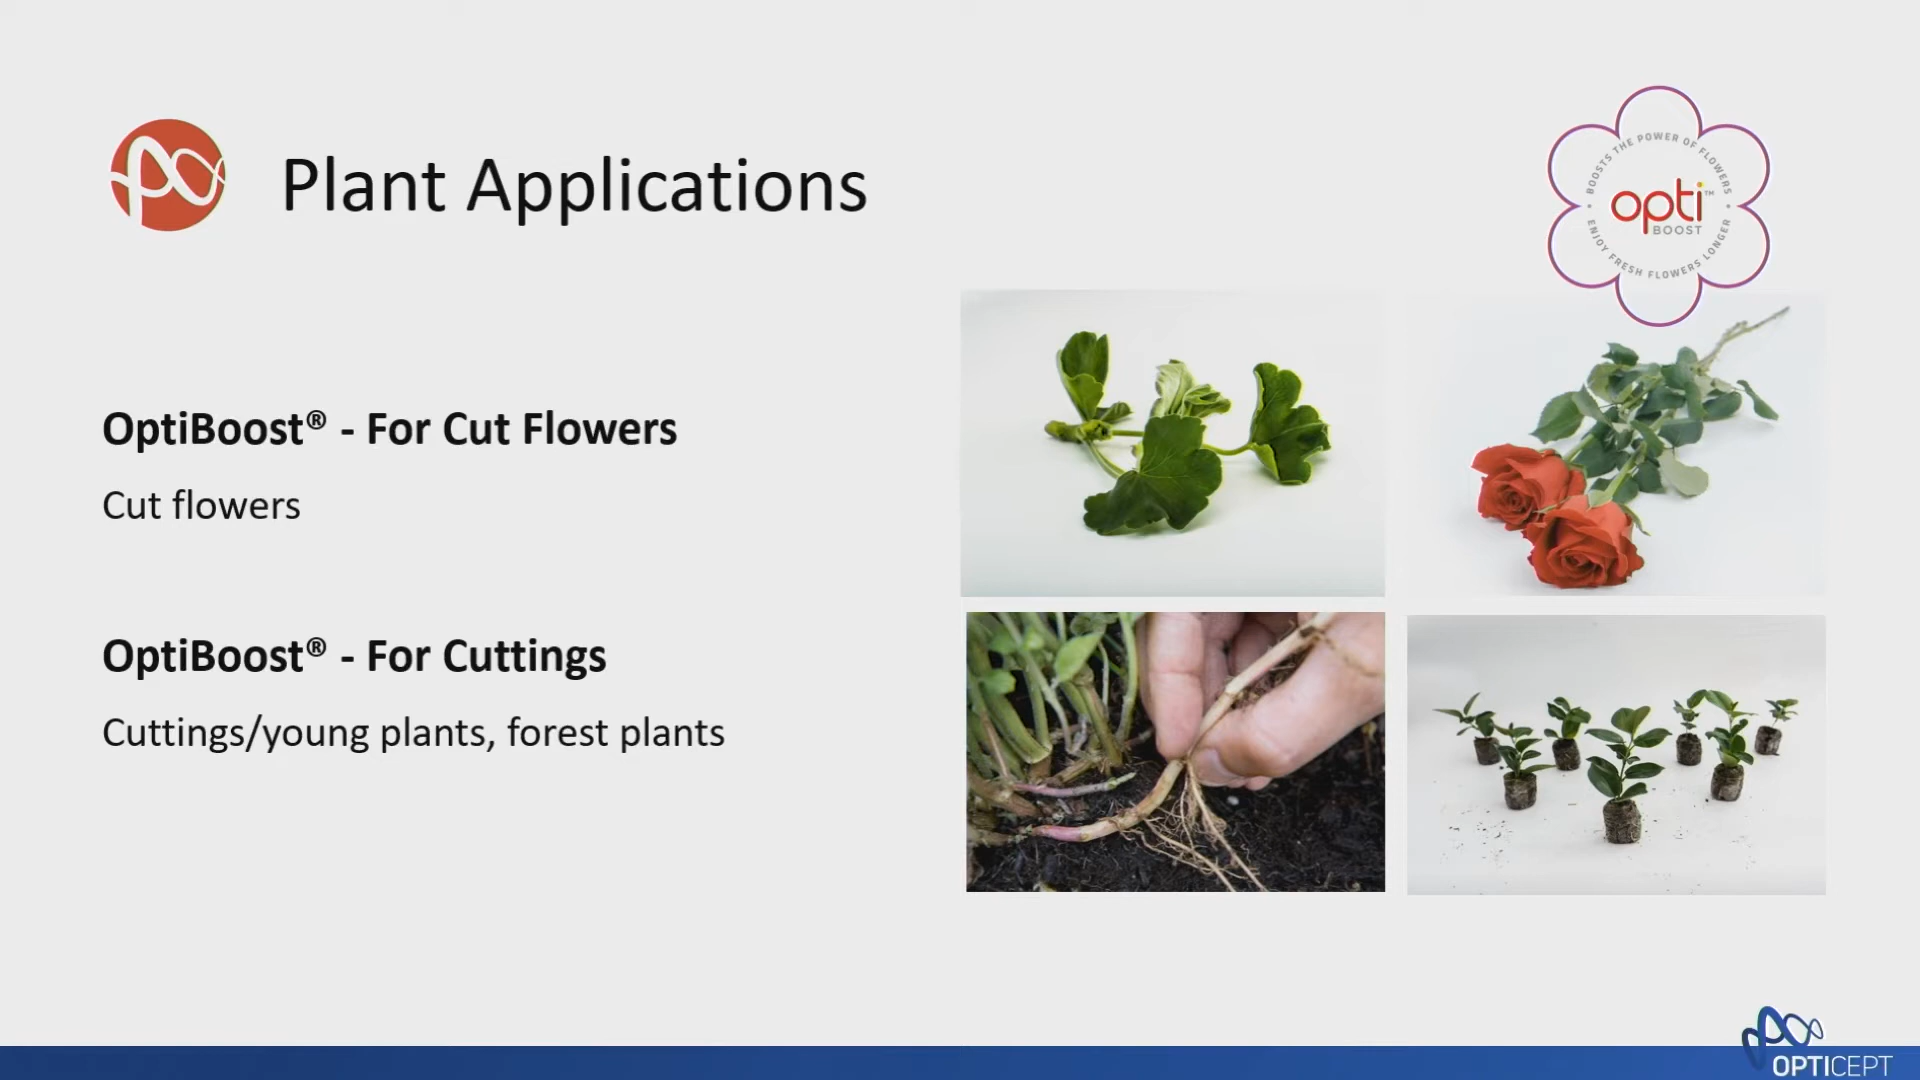 Plant Applications
BOOSTS THE POWER OF FLOWERS
opti™
BOOST
ENJOY FRESH FLOWERS LONGER
OptiBoost® - For Cut Flowers
Cut flowers
OptiBoost® - For Cuttings
Cuttings/young plants, forest plants
OPTICEPT